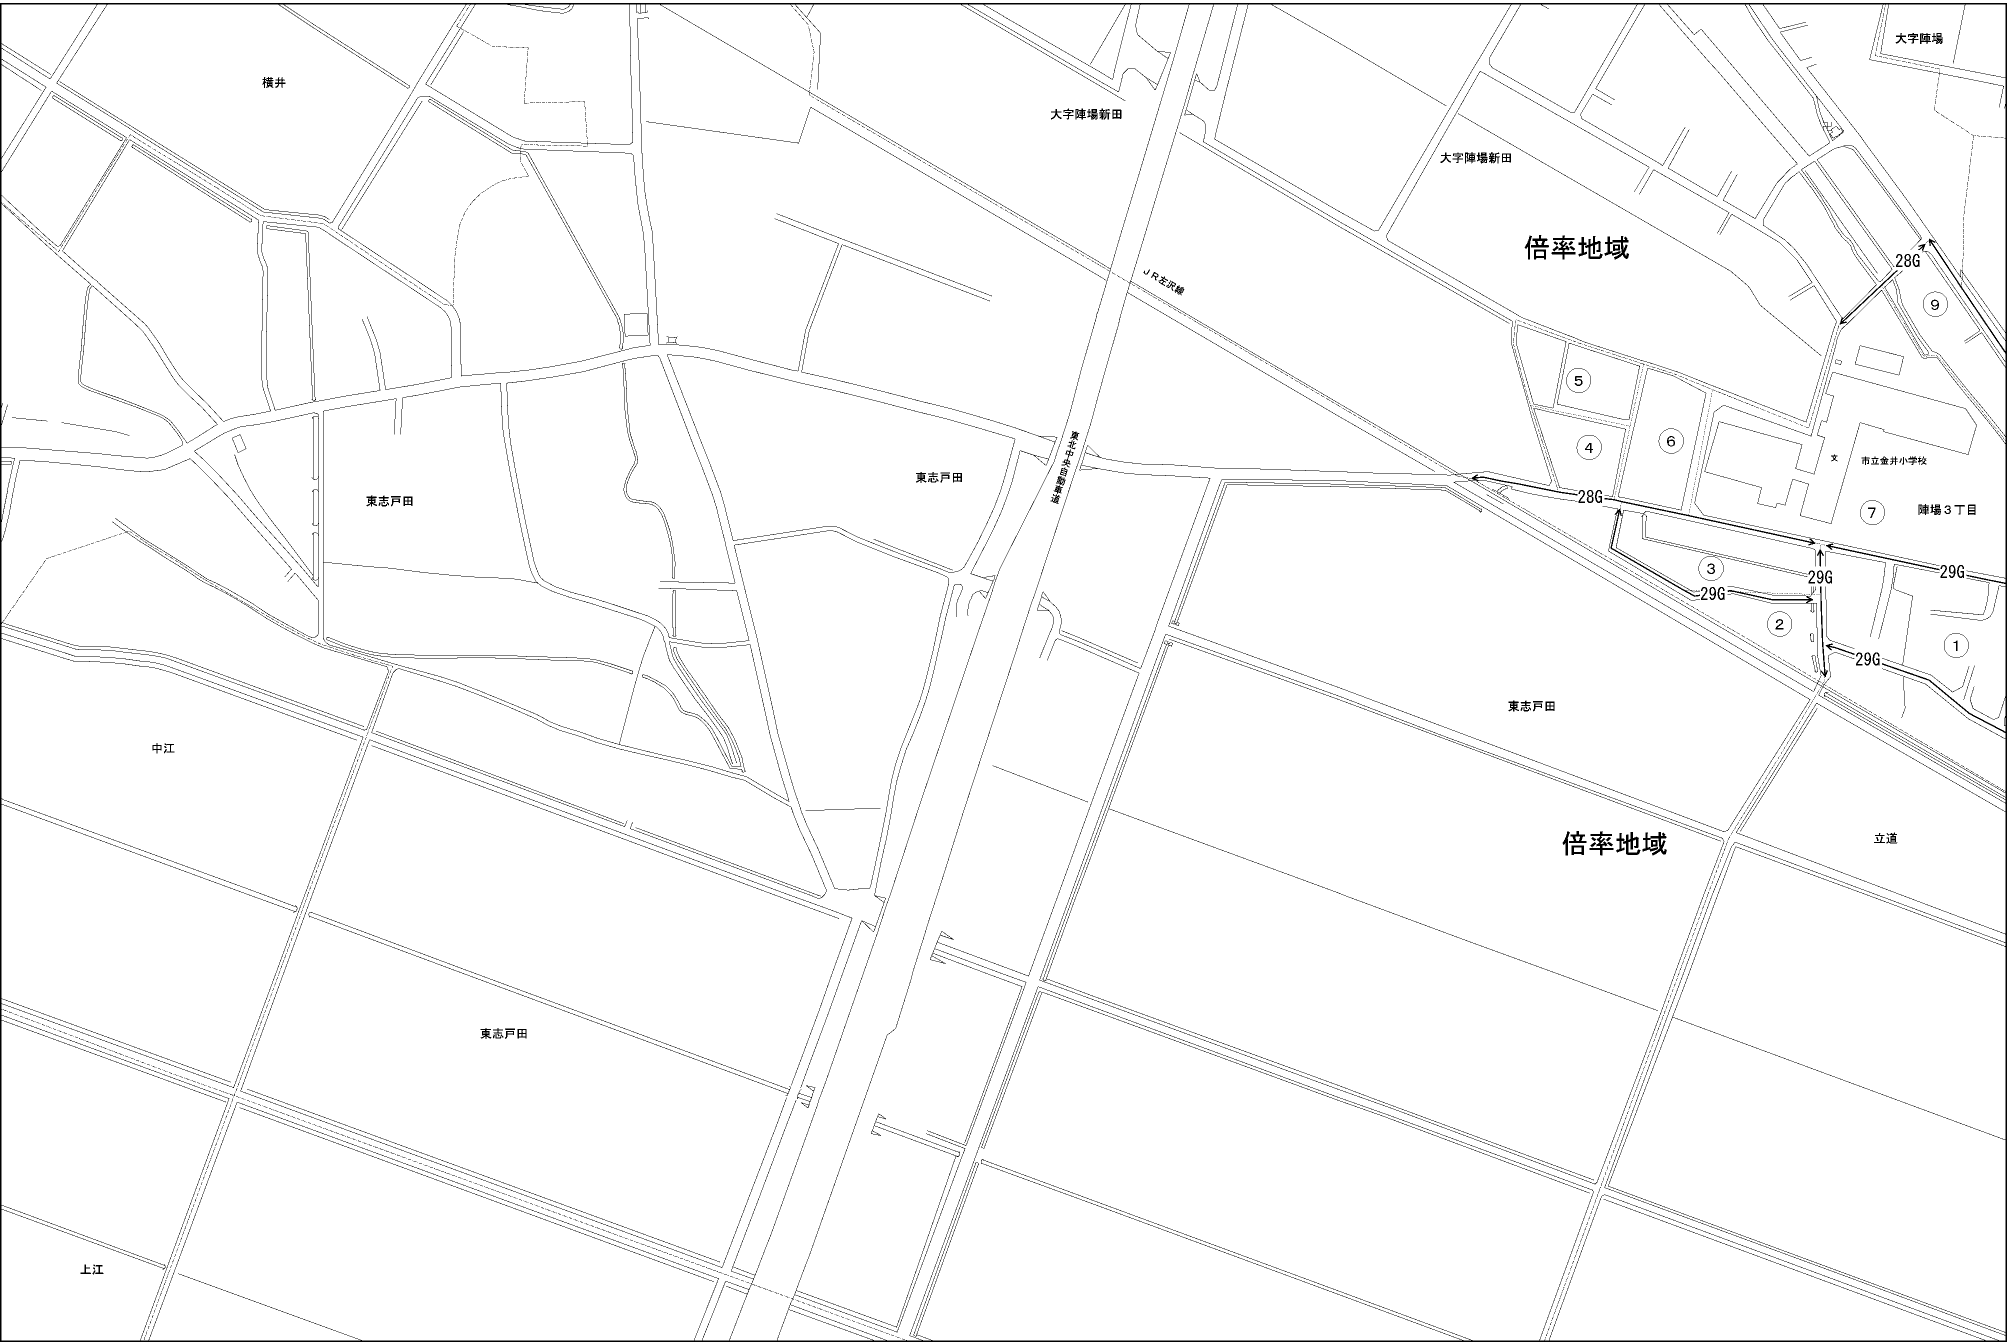 大字陣場
横井
大字陣場新田
大字陣場新田
倍率地域
28G
JR左沢線
9
5
4
6
文
市立金井小学校
東志戸田
東北中央自動車道
東志戸田
28G
7
陣場3丁目
3
29G
29G
29G
2
1
29G
東志戸田
中江
倍率地域
立道
東志戸田
上江